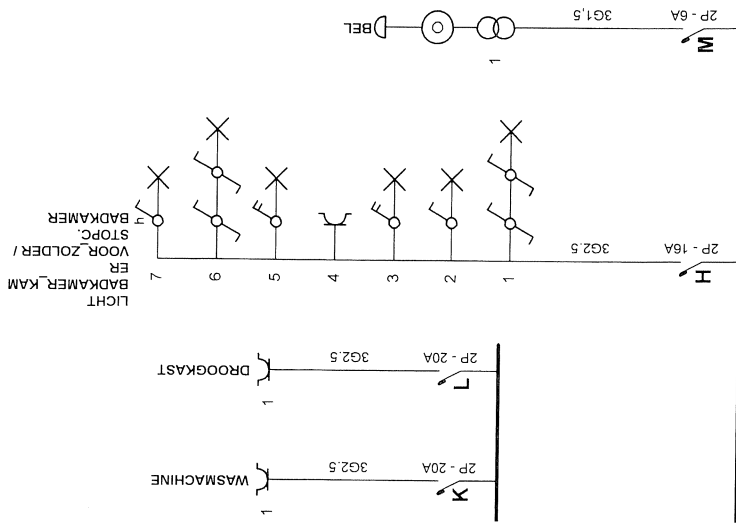 BEL
1
3G1,5
2P - 6A
M
LICHT
BADKAMER_KAM
ER
VOOR_ZOLDER /
STOPC.
BADKAMER
7
6
5
4
3
2
1
h
3G2.5
2P - 16A
H
DROOGKAST
1
3G2.5
2P - 20A
L
WASMACHINE
1
3G2.5
2P - 20A
K